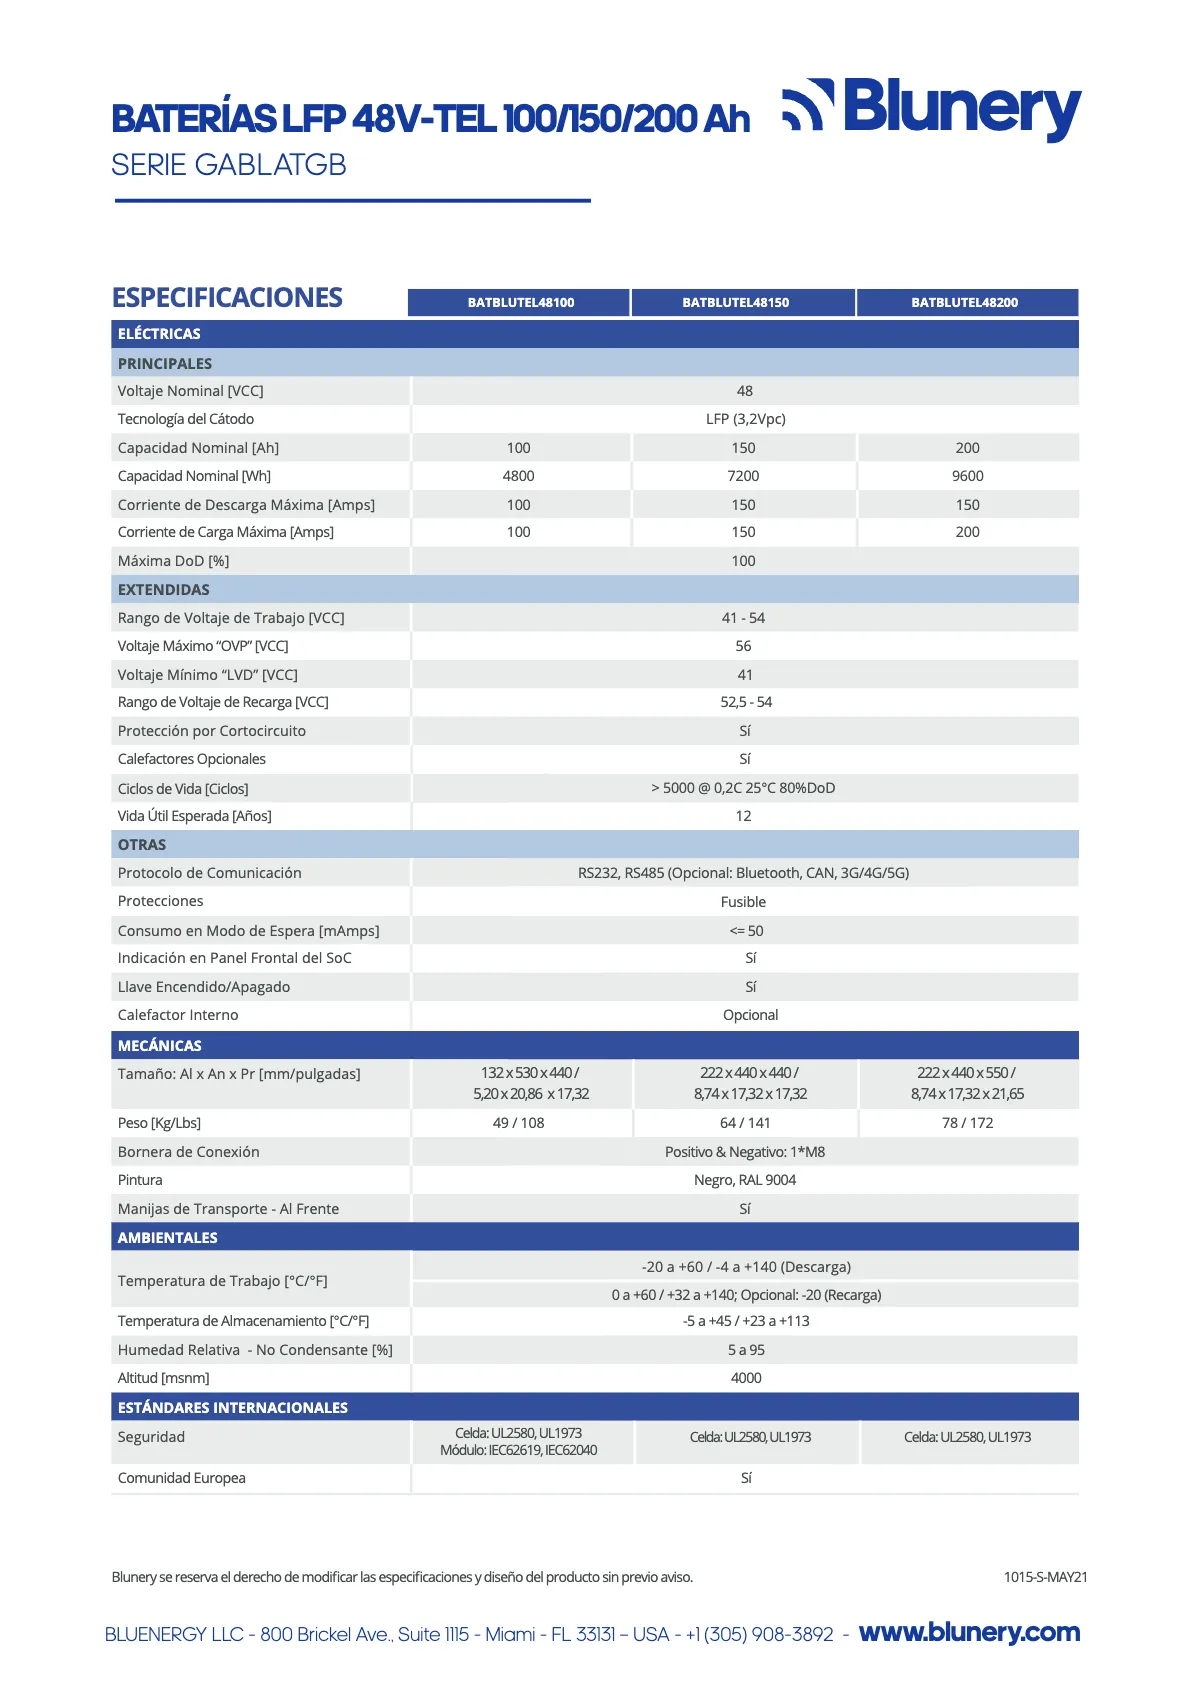 BATERÍAS LFP 48V-TEL 100/150/200 Ah
Blunery
SERIE GABLATGB
ESPECIFICACIONES
BATBLUTEL48100 BATBLUTEL48150 BATBLUTEL48200
ELÉCTRICAS
PRINCIPALES
Voltaje Nominal [VCC] 48
Tecnología del Cátodo LFP (3,2Vpc)
Capacidad Nominal [Ah] 100 150 200
Capacidad Nominal [Wh] 4800 7200 9600
Corriente de Descarga Máxima [Amps] 100 150 150
Corriente de Carga Máxima [Amps] 100 150 200
Máxima DoD [%] 100
EXTENDIDAS
Rango de Voltaje de Trabajo [VCC] 41 - 54
Voltaje Máximo “OVP” [VCC] 56
Voltaje Mínimo “LVD” [VCC] 41
Rango de Voltaje de Recarga [VCC] 52,5 - 54
Protección por Cortocircuito Sí
Calefactores Opcionales Sí
Ciclos de Vida [Ciclos] > 5000 @ 0,2C 25°C 80%DoD
Vida Útil Esperada [Años] 12
OTRAS
Protocolo de Comunicación RS232, RS485 (Opcional: Bluetooth, CAN, 3G/4G/5G)
Protecciones Fusible
Consumo en Modo de Espera [mAmps] <= 50
Indicación en Panel Frontal del SoC Sí
Llave Encendido/Apagado Sí
Calefactor Interno Opcional
MECÁNICAS
Tamaño: Al x An x Pr [mm/pulgadas] 132 x 530 x 440 / 222 x 440 x 440 / 222 x 440 x 550 /
5,20 x 20,86 x 17,32 8,74 x 17,32 x 17,32 8,74 x 17,32 x 21,65
Peso [Kg/Lbs] 49 / 108 64 / 141 78 / 172
Bornera de Conexión Positivo & Negativo: 1*M8
Pintura Negro, RAL 9004
Manijas de Transporte - Al Frente Sí
AMBIENTALES
Temperatura de Trabajo [°C/°F] -20 a +60 / -4 a +140 (Descarga)
0 a +60 / +32 a +140; Opcional: -20 (Recarga)
Temperatura de Almacenamiento [°C/°F] -5 a +45 / +23 a +113
Humedad Relativa - No Condensante [%] 5 a 95
Altitud [msnm] 4000
ESTÁNDARES INTERNACIONALES
Seguridad Celda: UL2580, UL1973 Celda: UL2580, UL1973 Celda: UL2580, UL1973
Módulo: IEC62619, IEC62040
Comunidad Europea Sí
Blunery se reserva el derecho de modificar las especificaciones y diseño del producto sin previo aviso. 1015-S-MAY21
BLUENERGY LLC - 800 Brickel Ave., Suite 1115 - Miami - FL 33131 – USA - +1 (305) 908-3892 - www.blunery.com